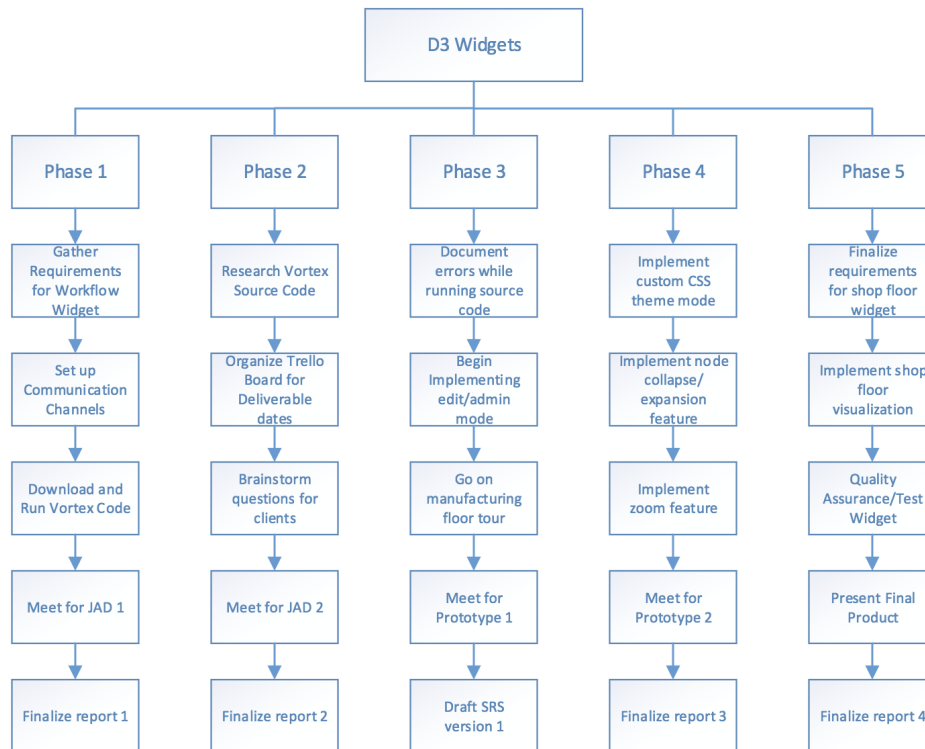 D3 Widgets
Phase 1
Phase 2
Phase 3
Phase 4
Phase 5
Gather
Requirements
for Workflow
Widget
Research Vortex
Source Code
Document
errors while
running source
code
Implement
custom CSS
theme mode
Finalize
requirements
for shop floor
widget
Set up
Communication
Channels
Organize Trello
Board for
Deliverable
dates
Begin
Implementing
edit/admin
mode
Implement node
collapse/
expansion
feature
Implement shop
floor
visualization
Download and
Run Vortex Code
Brainstorm
questions for
clients
Go on
manufacturing
floor tour
Implement
zoom feature
Quality
Assurance/Test
Widget
Meet for JAD 1
Meet for JAD 2
Meet for
Prototype 1
Meet for
Prototype 2
Present Final
Product
Finalize report 1
Finalize report 2
Draft SRS
version 1
Finalize report 3
Finalize report 4